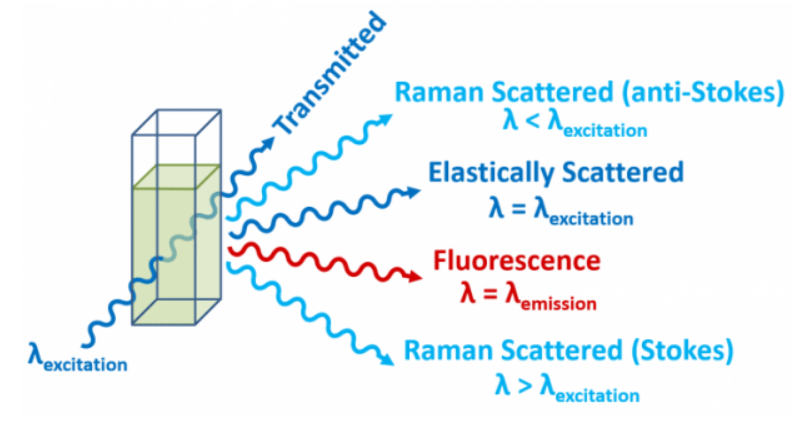 Transmitted
Raman Scattered (anti-Stokes)
λ < λexcitation
Elastically Scattered
λ = λexcitation
Fluorescence
λ = λemission
λexcitation
Raman Scattered (Stokes)
λ > λexcitation